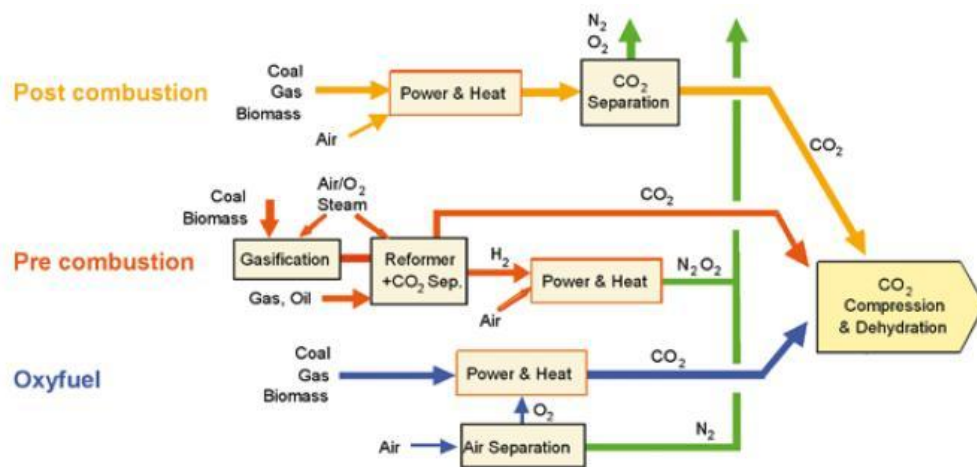 N₂
O₂
Post combustion
Coal
Gas
Biomass
Air
Power & Heat
CO₂
Separation
CO₂
Pre combustion
Coal
Biomass
Air/O₂
Steam
Gasification
Gas, Oil
Reformer
+CO₂ Sep.
CO₂
H₂
Air
Power & Heat
N₂ O₂
CO₂
Compression
& Dehydration
Oxyfuel
Coal
Gas
Biomass
Power & Heat
CO₂
O₂
Air
Air Separation
N₂